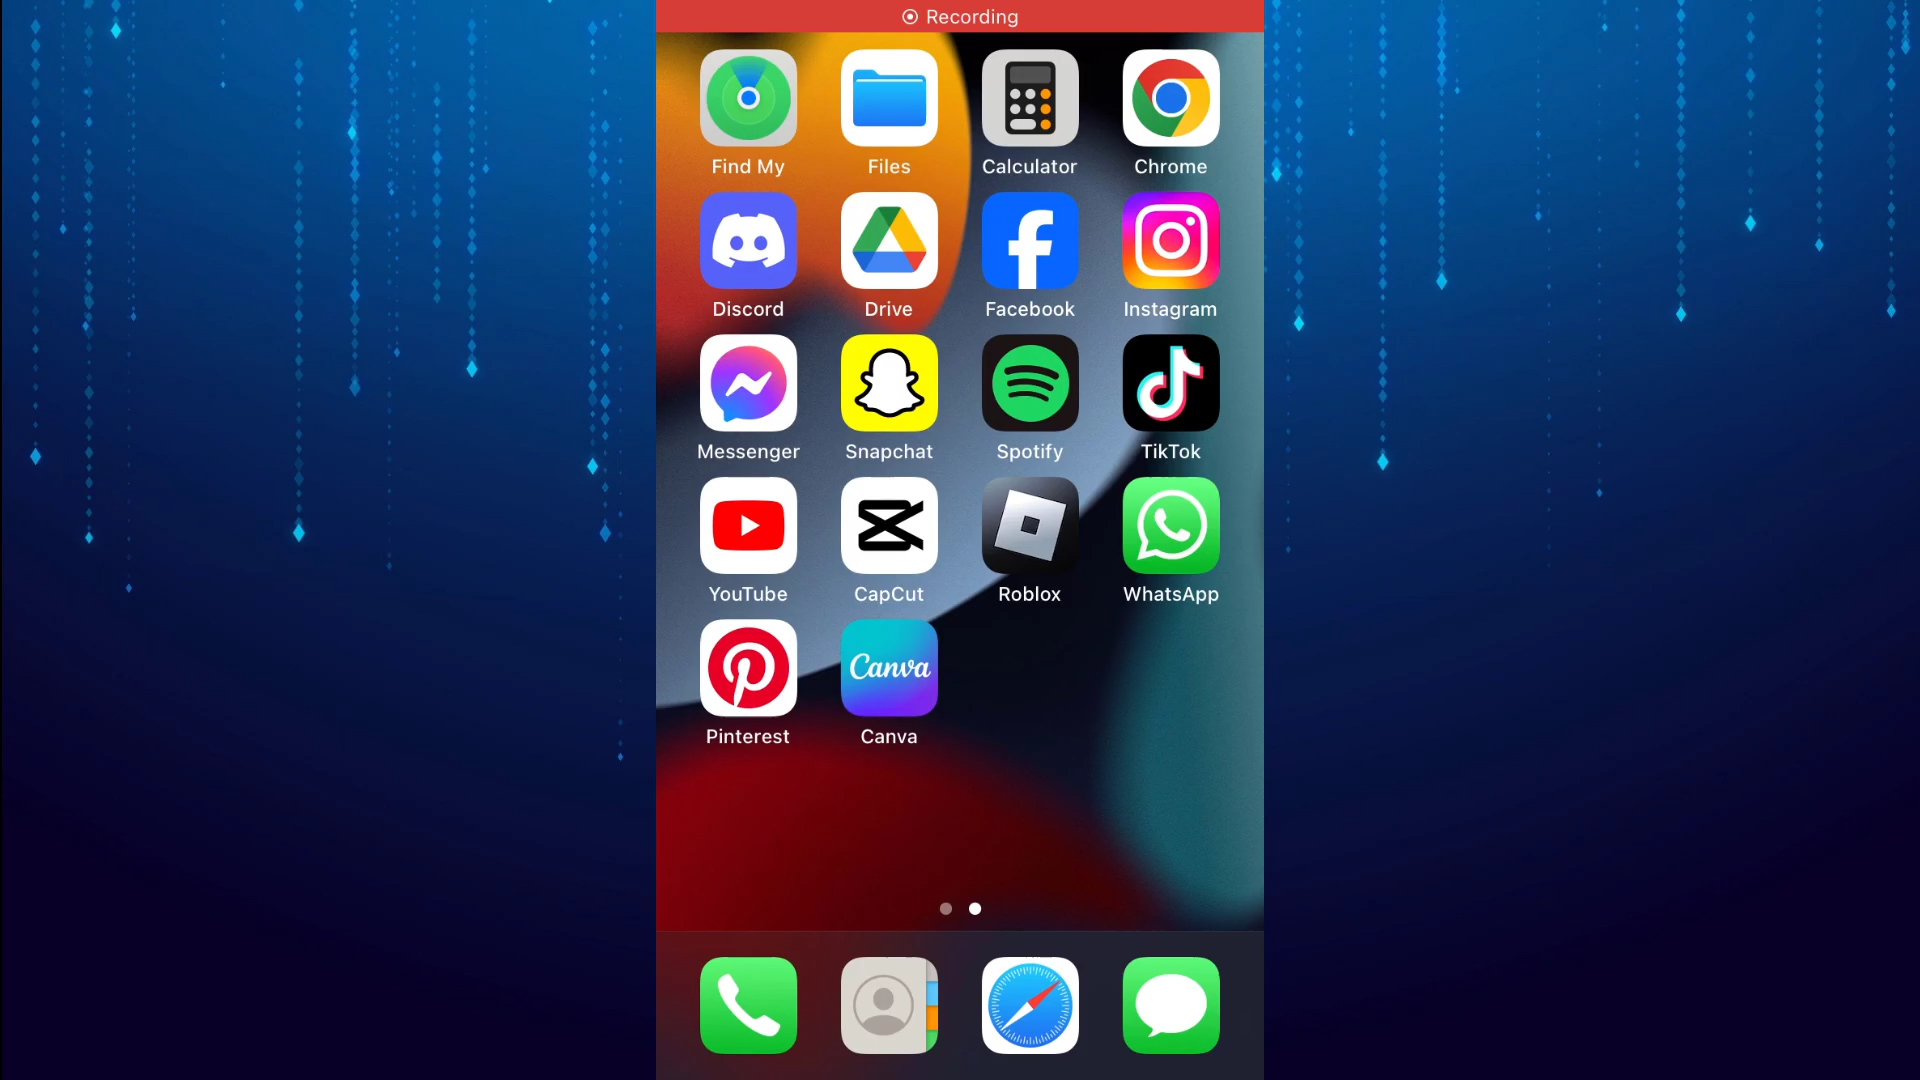 Recording
Find My Files Calculator Chrome
Discord Drive Facebook Instagram
Messenger Snapchat Spotify TikTok
YouTube CapCut Roblox WhatsApp
Canva
Pinterest Canva